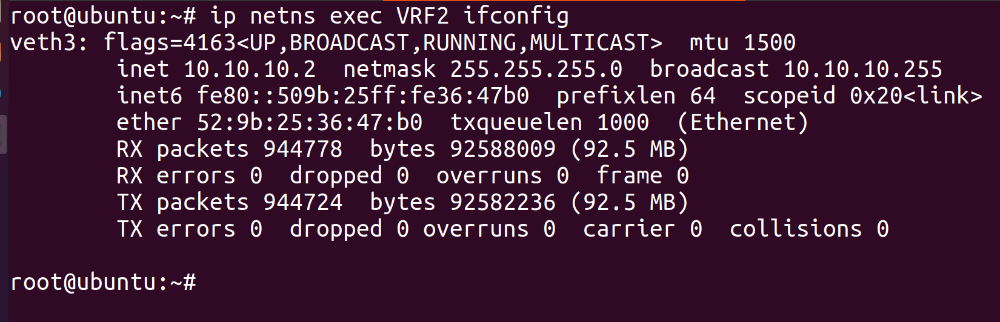 root@ubuntu:~# ip netns exec VRF2 ifconfig
veth3: flags=4163<UP,BROADCAST,RUNNING,MULTICAST>  mtu 1500
        inet 10.10.10.2  netmask 255.255.255.0  broadcast 10.10.10.255
        inet6 fe80::509b:25ff:fe36:47b0  prefixlen 64  scopeid 0x20<link>
        ether 52:9b:25:36:47:b0  txqueuelen 1000  (Ethernet)
        RX packets 944778  bytes 92588009 (92.5 MB)
        RX errors 0  dropped 0  overruns 0  frame 0
        TX packets 944724  bytes 92582236 (92.5 MB)
        TX errors 0  dropped 0 overruns 0  carrier 0  collisions 0
root@ubuntu:~#